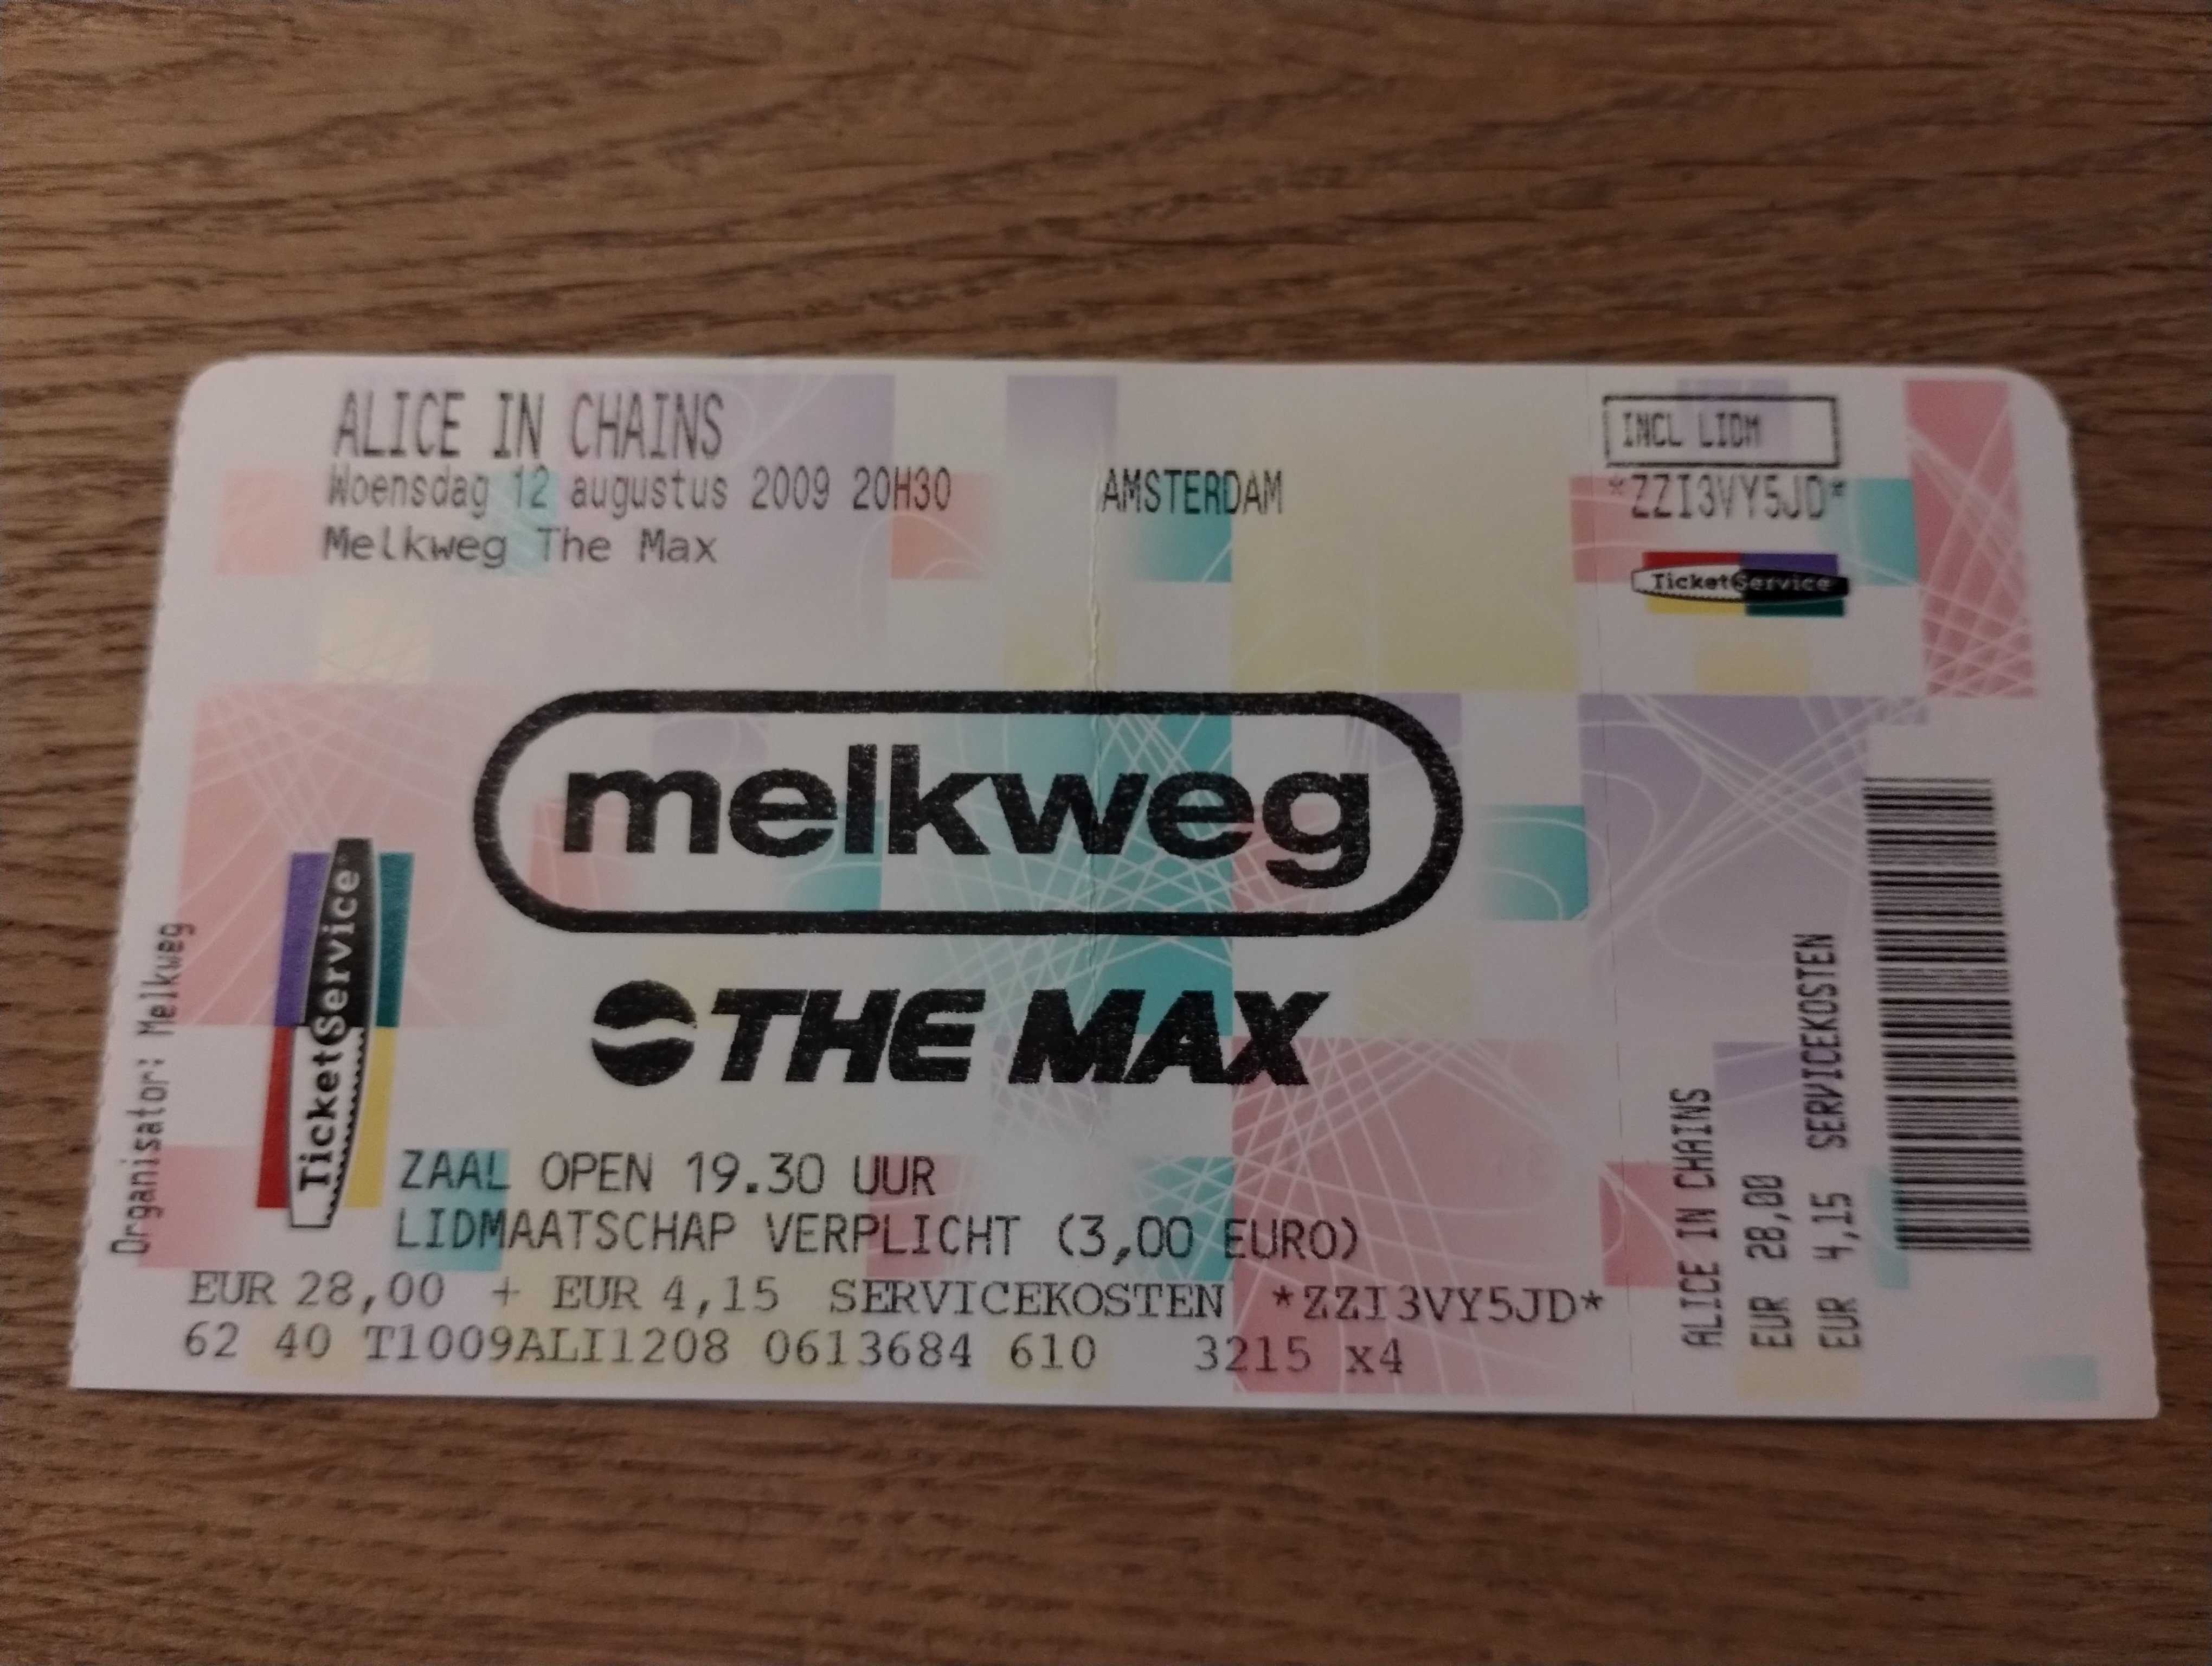 ALICE IN CHAINS
Woensdag 12 augustus 2009 20H30 AMSTERDAM
Melkweg The Max
INCL LIDM
*ZZI3VY5JD*
TicketService
melkweg
THE MAX
Organisator: Melkweg
TicketService
ZAAL OPEN 19.30 UUR
LIDMAATSCHAP VERPLICHT (3,00 EURO)
EUR 28,00 + EUR 4,15 SERVICEKOSTEN *ZZI3VY5JD*
62 40 T1009ALI1208 0613684 610 3215 x4
ALICE IN CHAINS
EUR 28,00
EUR 4,15 SERVICEKOSTEN